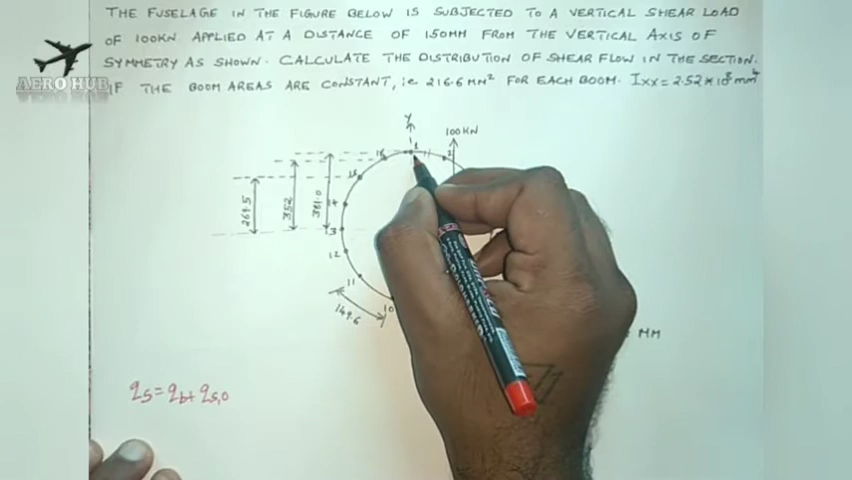 THE FUSELAGE IN THE FIGURE BELOW IS SUBJECTED TO A VERTICAL SHEAR LOAD
OF 100KN APPLIED AT A DISTANCE OF 150MM FROM THE VERTICAL AXIS OF
SYMMETRY AS SHOWN. CALCULATE THE DISTRIBUTION OF SHEAR FLOW IN THE SECTION.
IF THE BOOM AREAS ARE CONSTANT, i.e. 216.6 MM² FOR EACH BOOM. Ixx = 2.52*10⁸ mm⁴
AERO HUB
Y
100KN
1
2
16
15
14
13
12
11
10
269.5
352
381.0
149.6
MM
qs = qb + qs,0